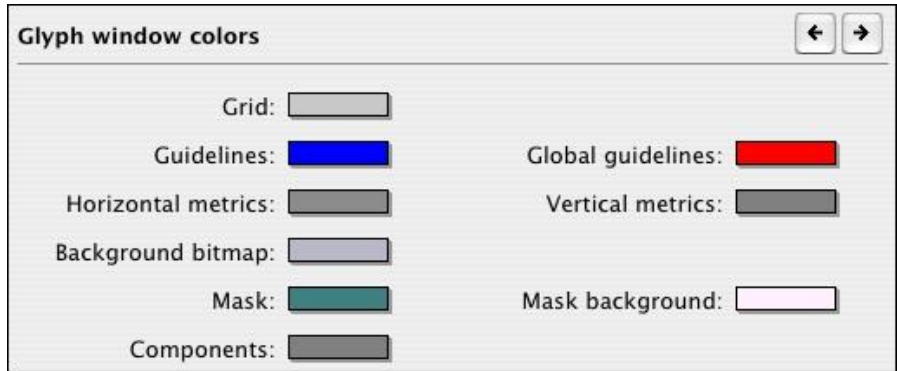 Glyph window colors
Grid:
Guidelines: Global guidelines:
Horizontal metrics: Vertical metrics:
Background bitmap:
Mask: Mask background:
Components: